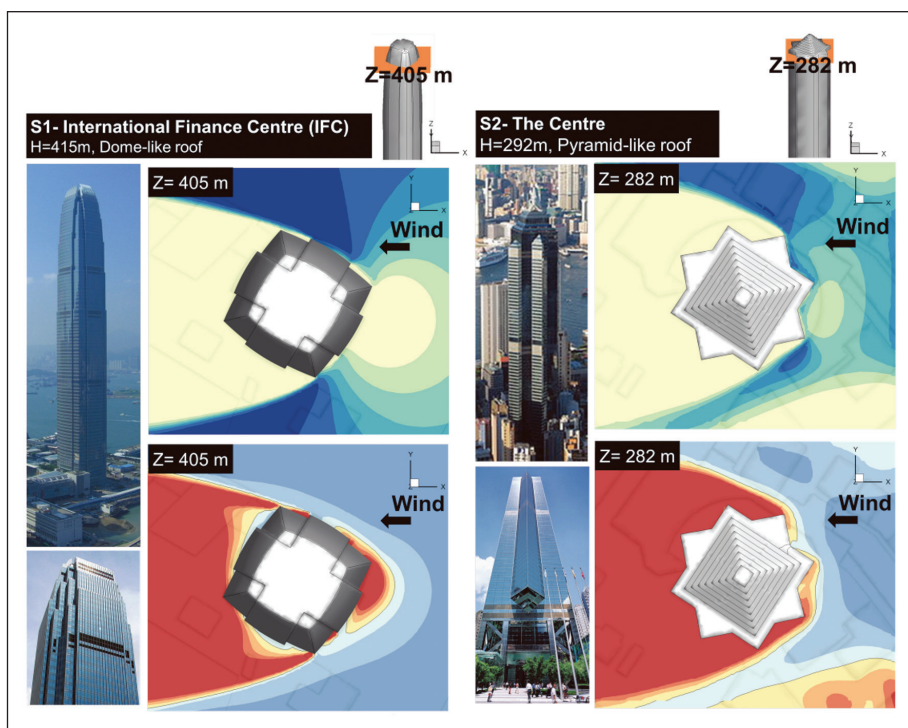 Z=405 m
Z
X
S1- International Finance Centre (IFC)
H=415m, Dome-like roof
Z= 405 m
Y
X
Wind
Z= 405 m
Y
X
Wind
Z=282 m
Z
X
S2- The Centre
H=292m, Pyramid-like roof
Z= 282 m
Y
X
Wind
Z= 282 m
Y
X
Wind